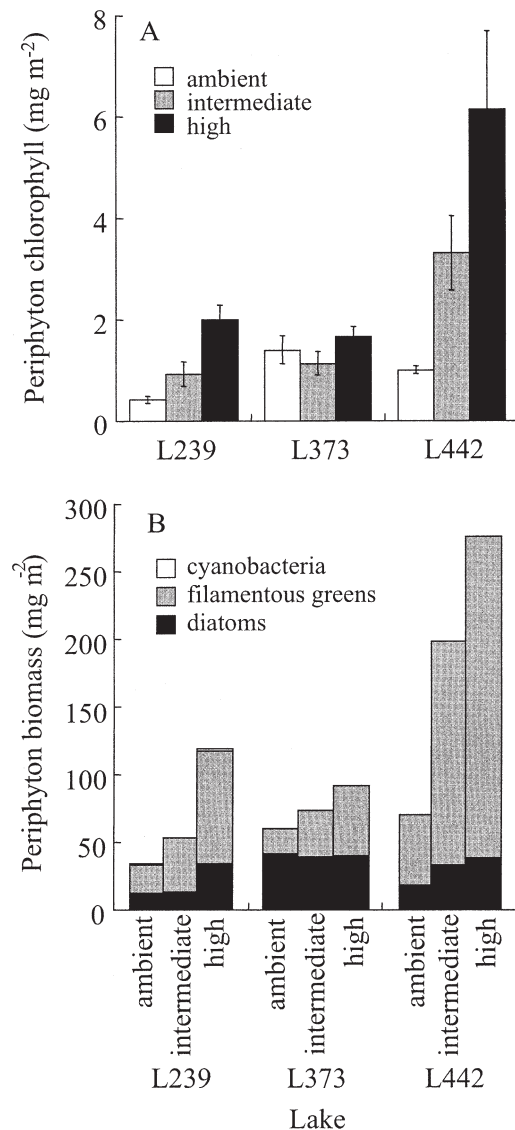 A
ambient
intermediate
high
Periphyton chlorophyll (mg m-2)
8
6
4
2
0
L239 L373 L442
B
cyanobacteria
filamentous greens
diatoms
Periphyton biomass (mg m-2)
300
250
200
150
100
50
0
ambient intermediate high ambient intermediate high ambient intermediate high
L239 L373 L442
Lake